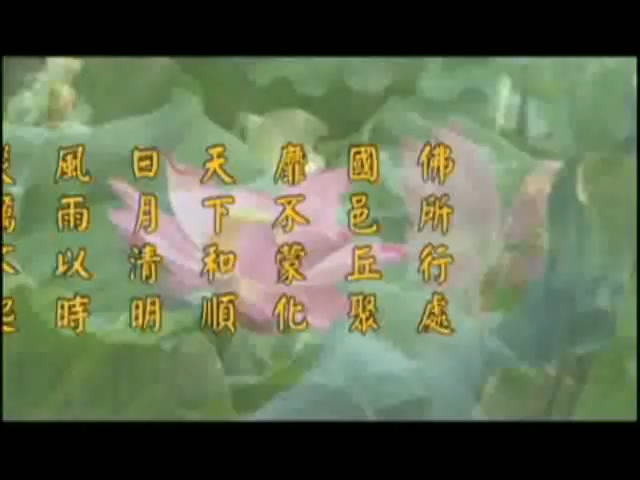 佛所行處
國邑丘聚
靡不蒙化
天下和順
日月清明
風雨以時